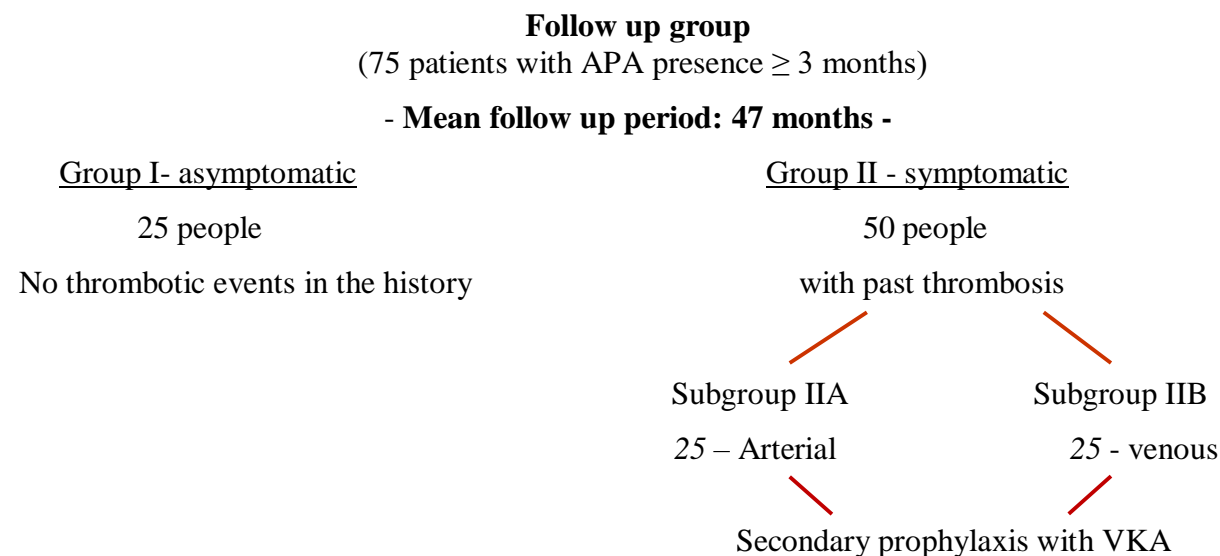 Follow up group
(75 patients with APA presence ≥ 3 months)
- Mean follow up period: 47 months -
Group I- asymptomatic
25 people
No thrombotic events in the history
Group II - symptomatic
50 people
with past thrombosis
Subgroup IIA
25 – Arterial
Subgroup IIB
25 - venous
Secondary prophylaxis with VKA